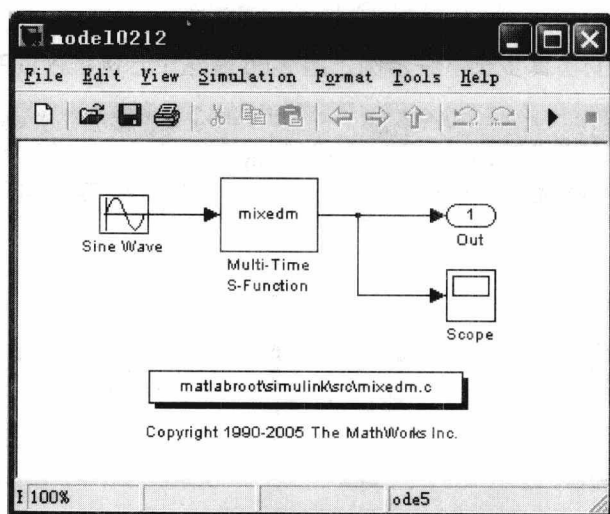 model0212
File Edit View Simulation Format Tools Help
mixedm
1
Sine Wave
Out
Multi-Time
S-Function
Scope
matlabroot\simulink\src\mixedm.c
Copyright 1990-2005 The MathWorks Inc.
100%
ode5